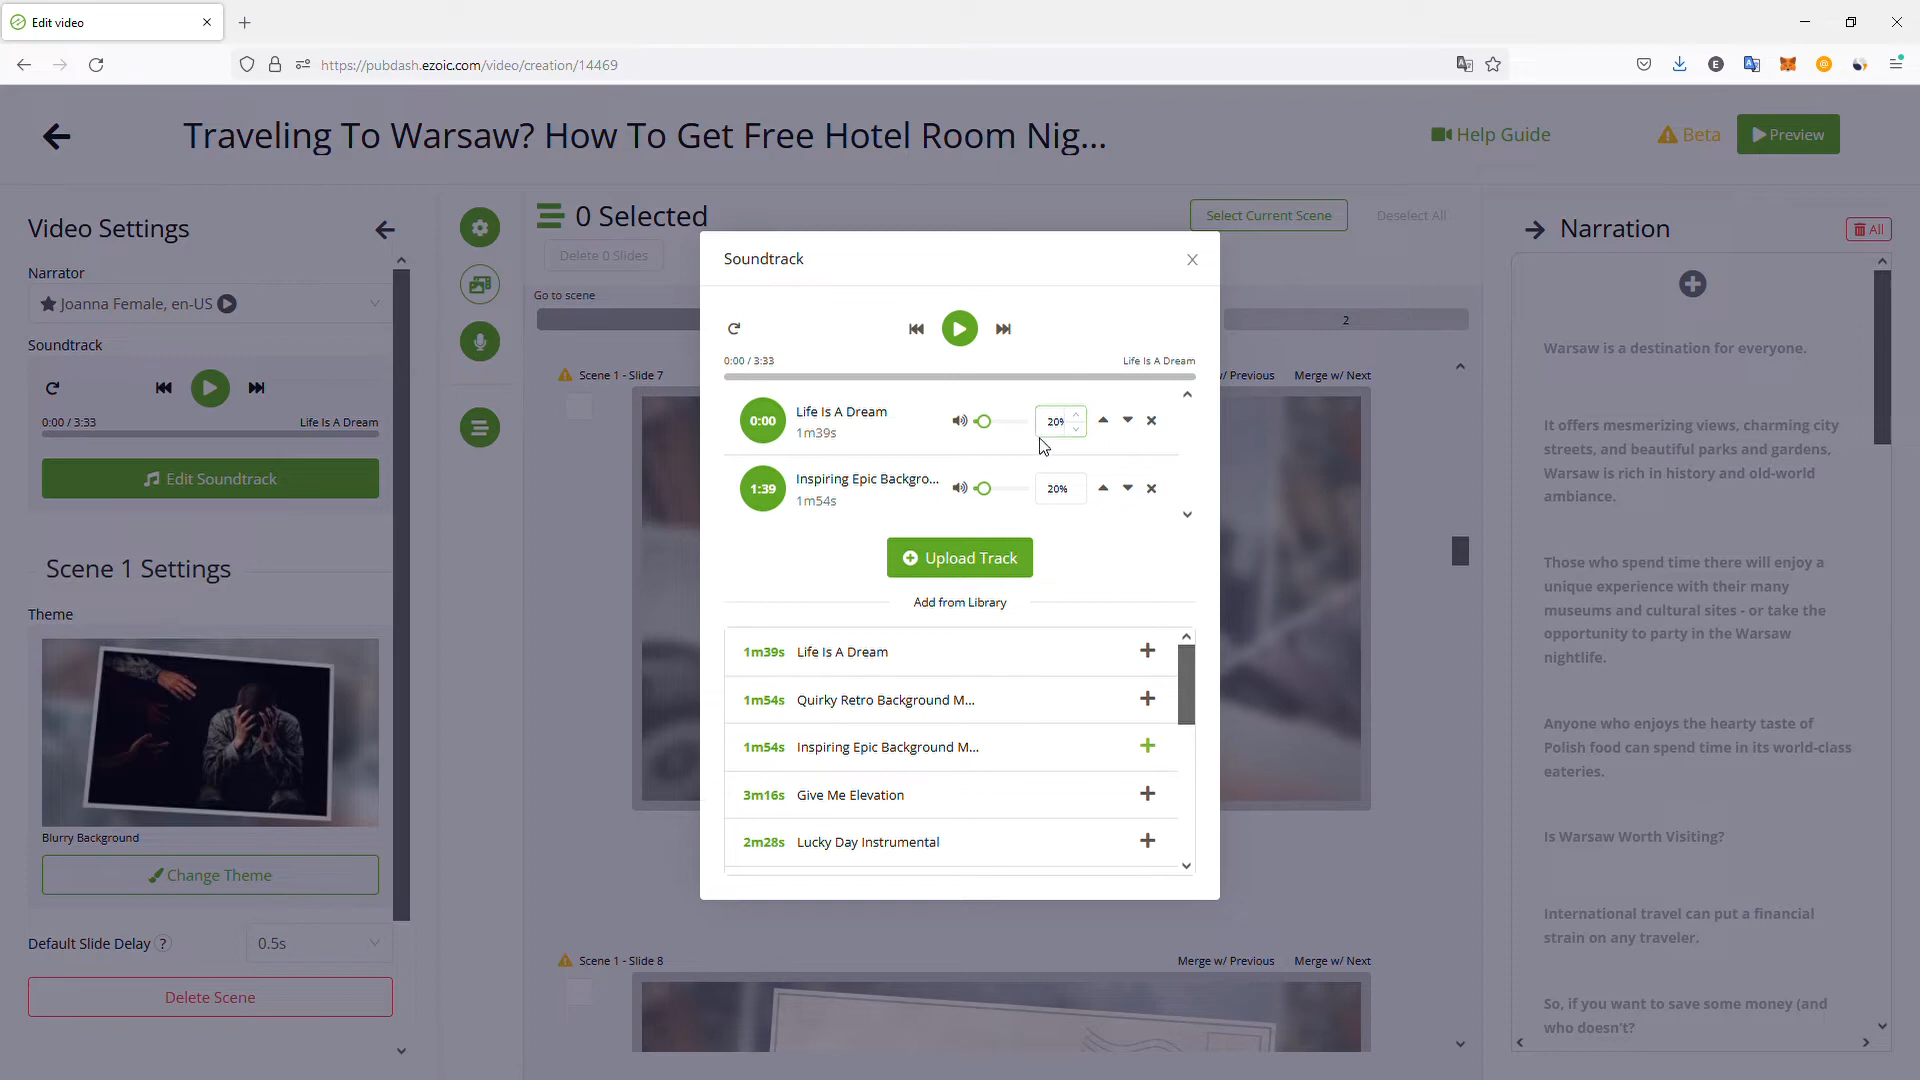 Edit video
https://pubdash.ezoic.com/video/creation/14469
Traveling To Warsaw? How To Get Free Hotel Room Nig...
Help Guide
Beta
Preview
Video Settings
Narrator
Joanna Female, en-US
Soundtrack
0:00 / 3:33
Life Is A Dream
Edit Soundtrack
Scene 1 Settings
Theme
Blurry Background
Change Theme
Default Slide Delay ?
0.5s
Delete Scene
0 Selected
Select Current Scene
Deselect All
Delete 0 Slides
Go to scene
2
Scene 1 - Slide 7
w/ Previous
Merge w/ Next
Scene 1 - Slide 8
Merge w/ Previous
Merge w/ Next
Soundtrack
0:00 / 3:33
Life Is A Dream
0:00
Life Is A Dream
1m39s
20%
1:39
Inspiring Epic Backgro...
1m54s
20%
Upload Track
Add from Library
1m39s Life Is A Dream
1m54s Quirky Retro Background M...
1m54s Inspiring Epic Background M...
3m16s Give Me Elevation
2m28s Lucky Day Instrumental
Narration
All
Warsaw is a destination for everyone.
It offers mesmerizing views, charming city
streets, and beautiful parks and gardens,
Warsaw is rich in history and old-world
ambiance.
Those who spend time there will enjoy a
unique experience with their many
museums and cultural sites - or take the
opportunity to party in the Warsaw
nightlife.
Anyone who enjoys the hearty taste of
Polish food can spend time in its world-class
eateries.
Is Warsaw Worth Visiting?
International travel can put a financial
strain on any traveler.
So, if you want to save some money (and
who doesn't?